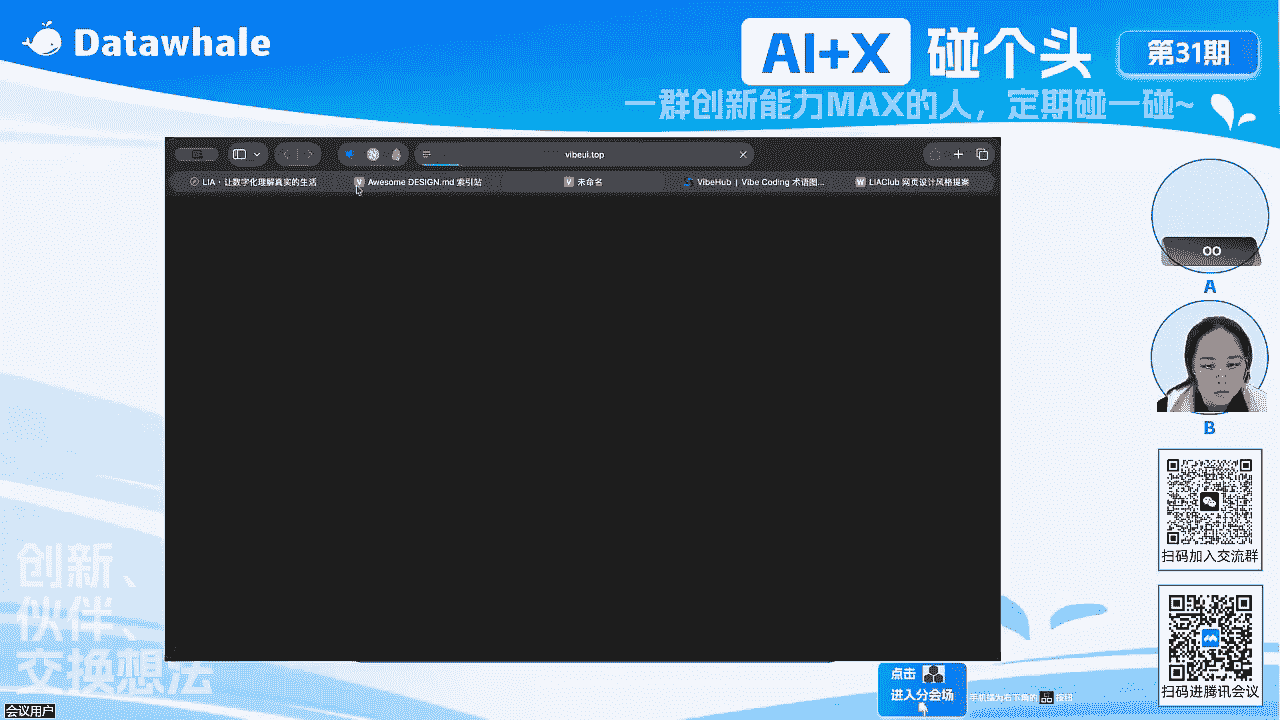 Datawhale
AI+X 碰个头 第31期
一群创新能力MAX的人，定期碰一碰~
vibeui.top
LIA · 让数字化理解真实的生活
Awesome DESIGN.md 索引站
未命名
VibeHub | Vibe Coding 术语图...
LIAClub 网页设计风格提案
OO
A
B
扫码加入交流群
扫码进腾讯会议
创新、
伙伴、
交换想法
点击
进入分会场
会议用户